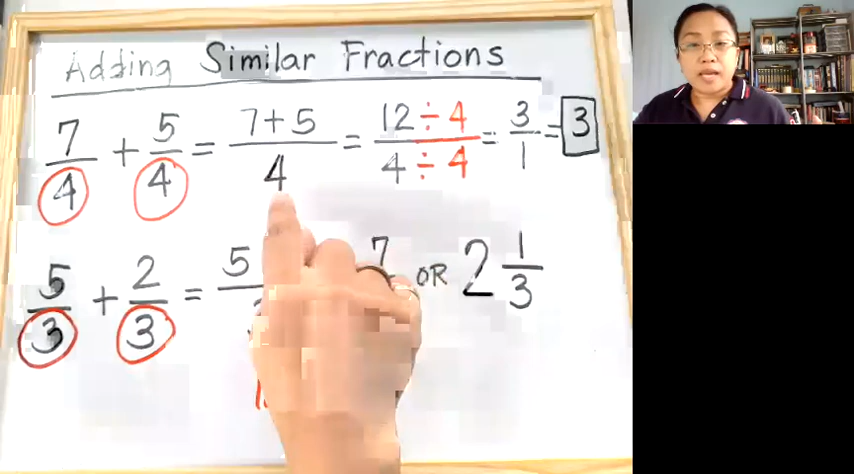 Adding Similar Fractions
7/4 + 5/4 = 7+5/4 = 12÷4/4÷4 = 3/1 = 3
5/3 + 2/3 = 5 7 OR 2 1/3